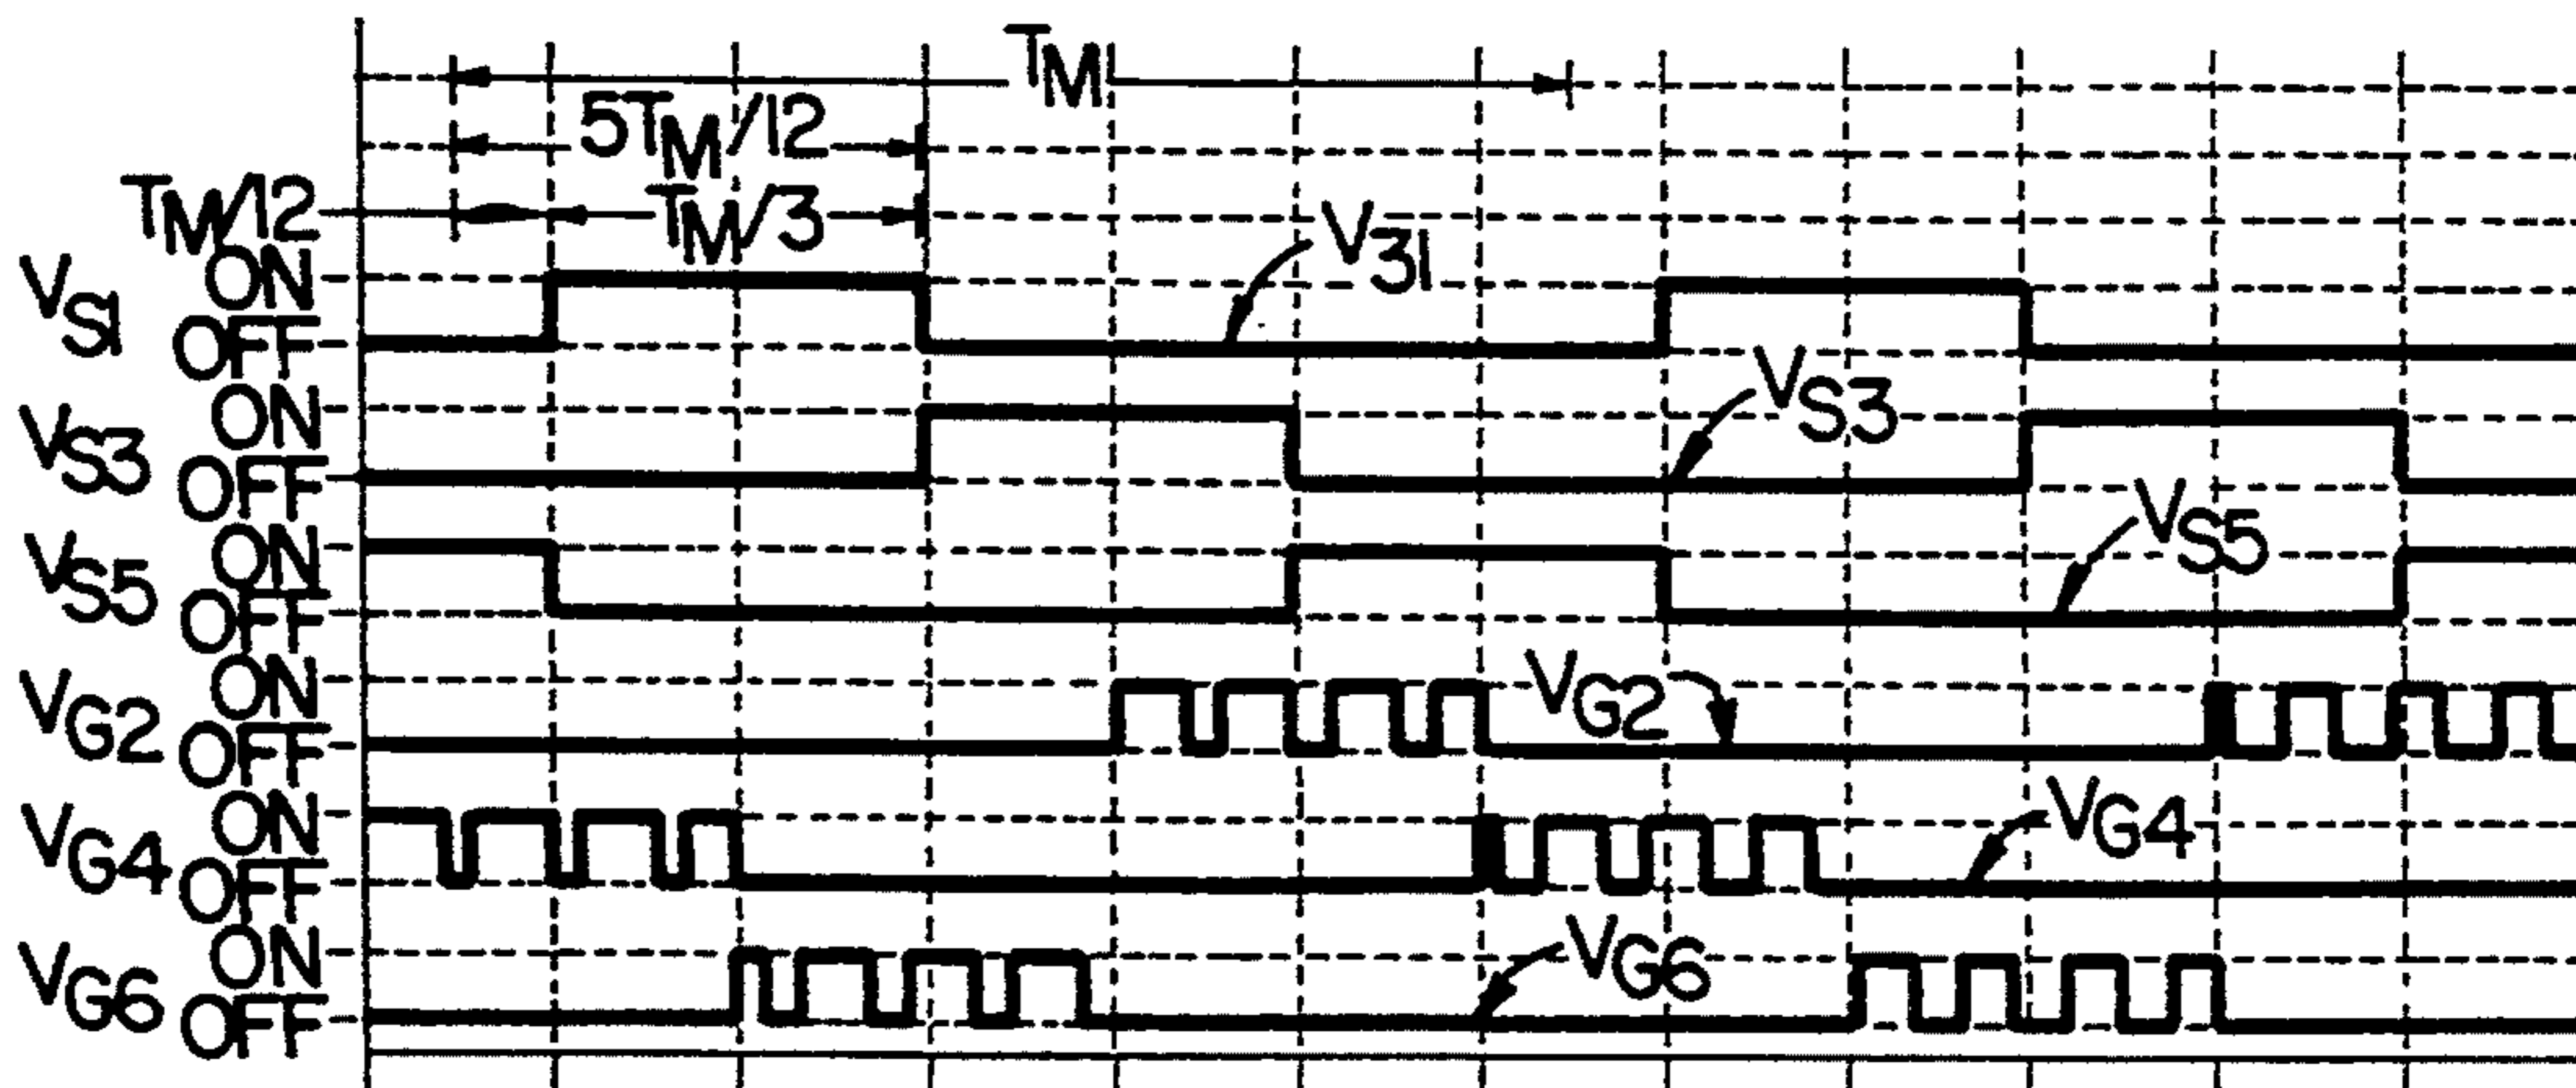 TM
5TM/12
TM/12
TM/3
VS1 ON
OFF
V31
VS3 ON
OFF
VS3
VS5 ON
OFF
VS5
VG2 ON
OFF
VG2
VG4 ON
OFF
VG4
VG6 ON
OFF
VG6